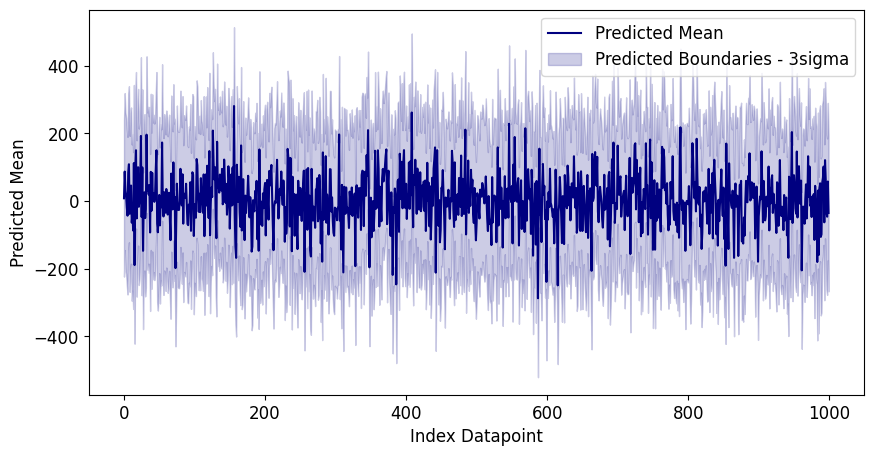 Predicted Mean
Predicted Boundaries - 3sigma
Predicted Mean
400
200
0
−200
−400
0
200
400
600
800
1000
Index Datapoint